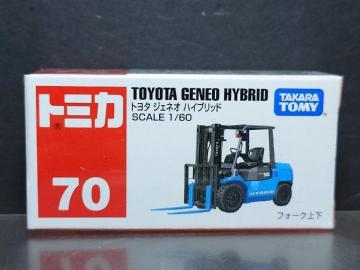 トミカ
70
TOYOTA GENEO HYBRID
トヨタ ジェネオ ハイブリッド
SCALE 1/60
TAKARA
TOMY
HYBRID
フォーク上下